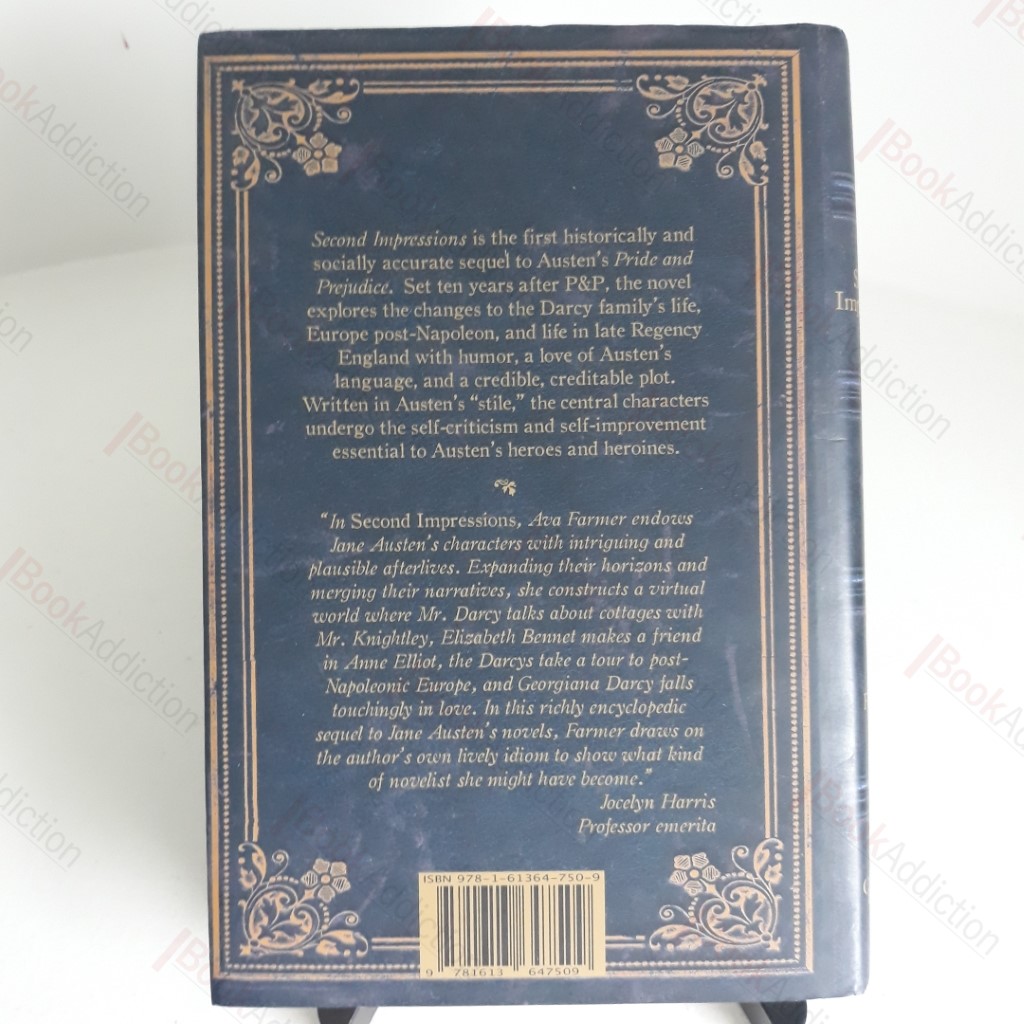 Second Impressions is the first historically and
socially accurate sequel to Austen's Pride and
Prejudice. Set ten years after P&P, the novel
explores the changes to the Darcy family's life,
Europe post-Napoleon, and life in late Regency
England with humor, a love of Austen's
language, and a credible, creditable plot.
Written in Austen's "stile," the central characters
undergo the self-criticism and self-improvement
essential to Austen's heroes and heroines.
"In Second Impressions, Ava Farmer endows
Jane Austen's characters with intriguing and
plausible afterlives. Expanding their horizons and
merging their narratives, she constructs a virtual
world where Mr. Darcy talks about cottages with
Mr. Knightley, Elizabeth Bennet makes a friend
in Anne Elliot, the Darcys take a tour to post-
Napoleonic Europe, and Georgiana Darcy falls
touchingly in love. In this richly encyclopedic
sequel to Jane Austen's novels, Farmer draws on
the author's own lively idiom to show what kind
of novelist she might have become."
Jocelyn Harris
Professor emerita
ISBN 978-1-61364-750-9
9 781613 647509
BookAddiction